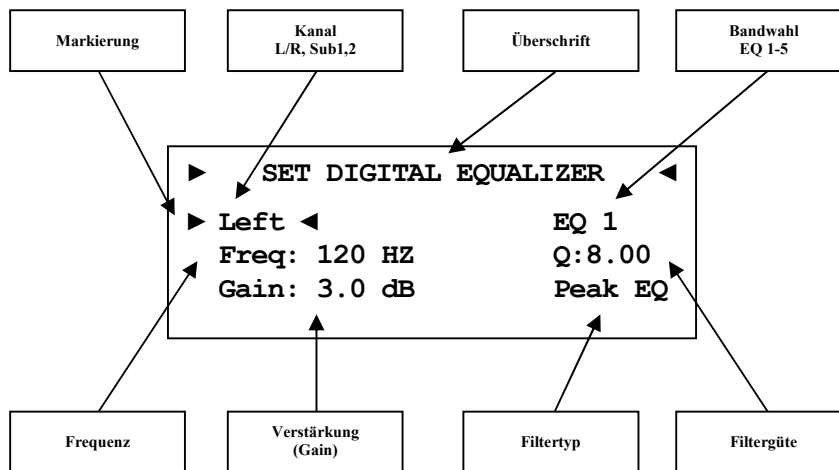 Markierung
Kanal
L/R, Sub1,2
Überschrift
Bandwahl
EQ 1-5
► SET DIGITAL EQUALIZER ◄
► Left ◄ EQ 1
Freq: 120 HZ Q:8.00
Gain: 3.0 dB Peak EQ
Frequenz
Verstärkung
(Gain)
Filtertyp
Filtergüte